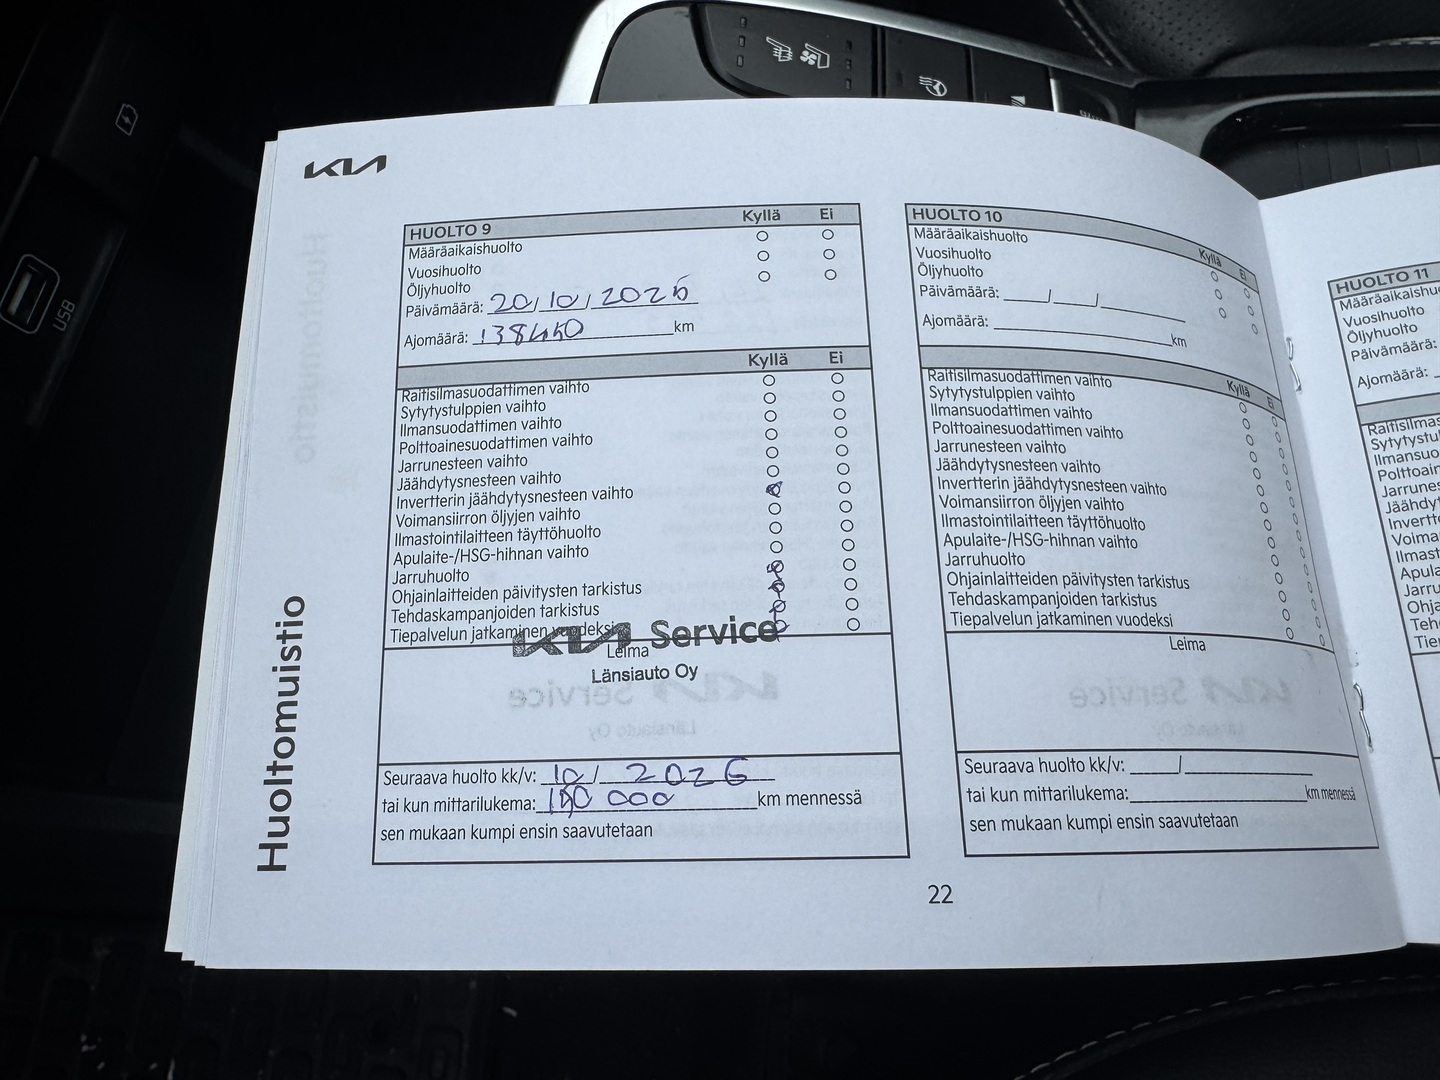 KIA
HUOLTO 9 Kyllä Ei
Määräaikaishuolto
Vuosihuolto
Öljyhuolto
Päivämäärä: 20/10/2025
Ajomäärä: 138450 km
Kyllä Ei
Raitisilmasuodattimen vaihto
Sytytystulppien vaihto
Ilmansuodattimen vaihto
Polttoainesuodattimen vaihto
Jarrunesteen vaihto
Jäähdytysnesteen vaihto
Invertterin jäähdytysnesteen vaihto
Voimansiirron öljyjen vaihto
Ilmastointilaitteen täyttöhuolto
Apulaite-/HSG-hihnan vaihto
Jarruhuolto
Ohjainlaitteiden päivitysten tarkistus
Tehdaskampanjoiden tarkistus
Tiepalvelun jatkaminen vuodeksi
KIA Service
Leima
Länsiauto Oy
Seuraava huolto kk/v: 10/ 2026
tai kun mittarilukema: 150 000 km mennessä
sen mukaan kumpi ensin saavutetaan
HUOLTO 10 Kyllä Ei
Määräaikaishuolto
Vuosihuolto
Öljyhuolto
Päivämäärä: / /
Ajomäärä: km
Kyllä Ei
Raitisilmasuodattimen vaihto
Sytytystulppien vaihto
Ilmansuodattimen vaihto
Polttoainesuodattimen vaihto
Jarrunesteen vaihto
Jäähdytysnesteen vaihto
Invertterin jäähdytysnesteen vaihto
Voimansiirron öljyjen vaihto
Ilmastointilaitteen täyttöhuolto
Apulaite-/HSG-hihnan vaihto
Jarruhuolto
Ohjainlaitteiden päivitysten tarkistus
Tehdaskampanjoiden tarkistus
Tiepalvelun jatkaminen vuodeksi
Leima
Seuraava huolto kk/v: /
tai kun mittarilukema: km mennessä
sen mukaan kumpi ensin saavutetaan
HUOLTO 11
Vuosihuolto
Öljyhuolto
Päivämäärä:
Ajomäärä:
Huoltomuistio
22
USB